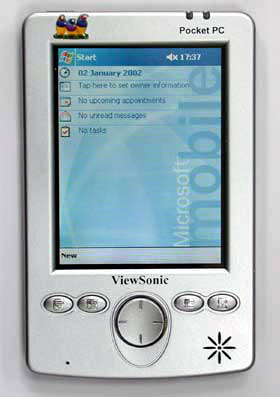 Pocket PC
Start 17:37
02 January 2002
Tap here to set owner information
No upcoming appointments
No unread messages
No tasks
Microsoft
mobile
New
ViewSonic